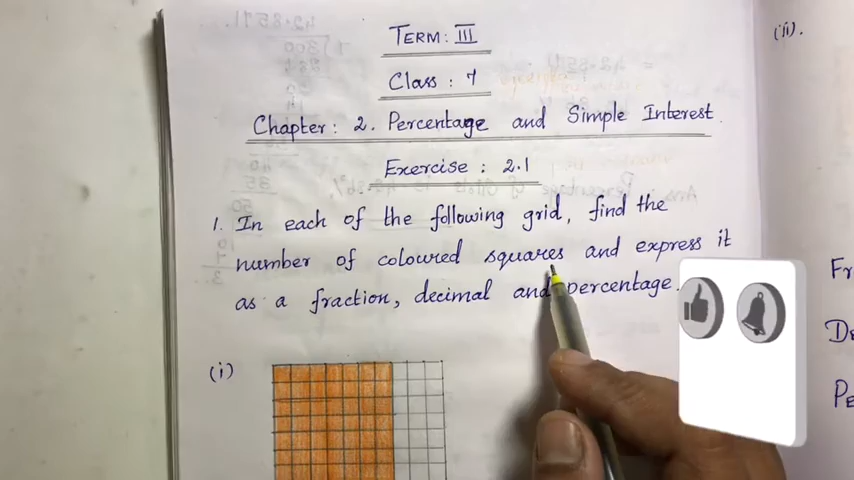 TERM: III
Class : 7
Chapter: 2. Percentage and Simple Interest
Exercise : 2.1
1. In each of the following grid, find the
number of coloured squares and express it
as a fraction, decimal and percentage.
(i)
(ii).